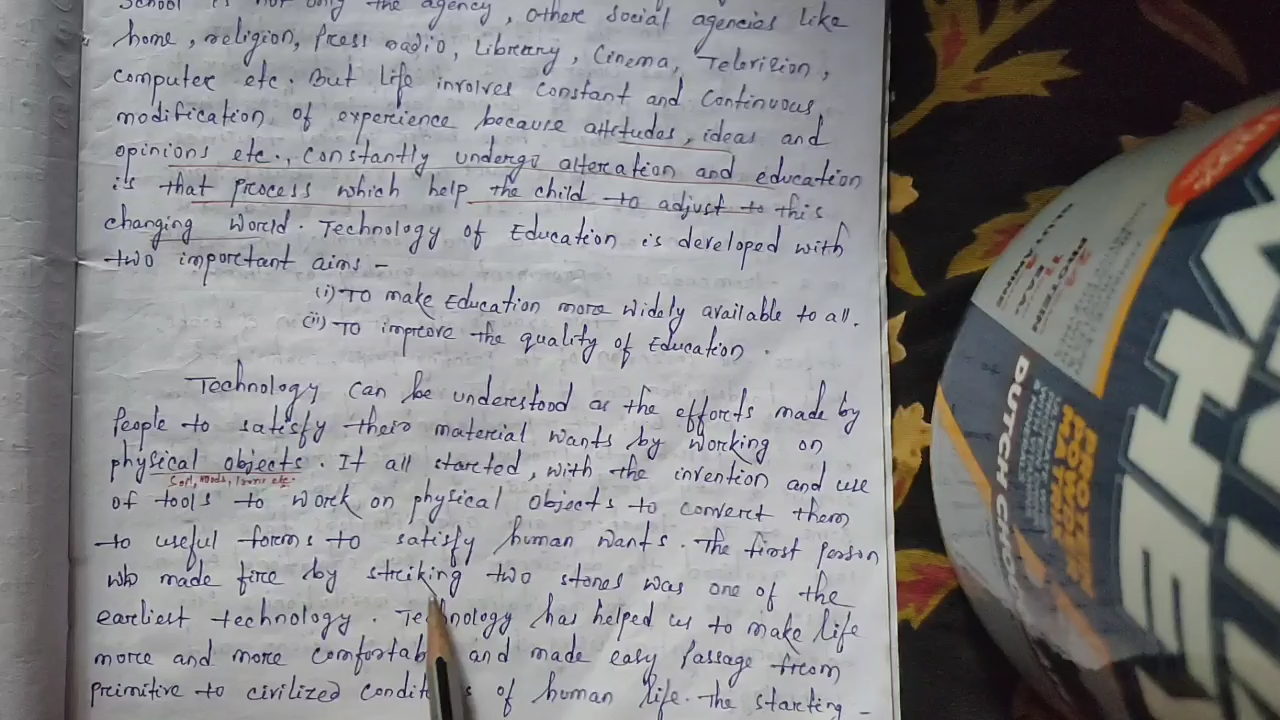 School is not only the agency, other social agencies like
home, religion, Press radio, Library, Cinema, Television,
computer etc. But life involves constant and continuous
modification of experience because attitudes, ideas and
opinions etc., constantly undergo alteration and education
is that process which help the child to adjust to this
changing world. Technology of Education is developed with
two important aims -
(i) To make Education more widely available to all.
(ii) To improve the quality of Education.
Technology can be understood as the efforts made by
People to satisfy their material wants by working on
physical objects. It all started, with the invention and use
of tools to work on physical objects to convert them
to useful forms to satisfy human wants. The first person
who made fire by striking two stones was one of the
earliest technology. Technology has helped us to make life
more and more comfortab and made easy Passage from
primitive to civilized condit s of human life. The starting -
DUTCH CHOCO
PROTEIN
HE